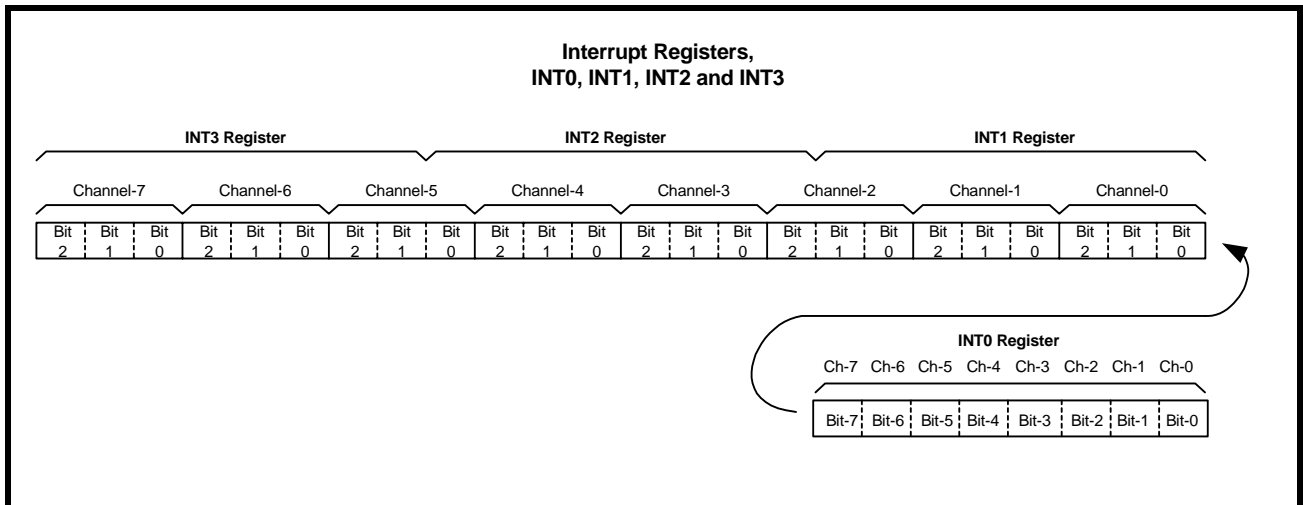 Interrupt Registers,
INT0, INT1, INT2 and INT3
INT3 Register INT2 Register INT1 Register
Channel-7 Channel-6 Channel-5 Channel-4 Channel-3 Channel-2 Channel-1 Channel-0
Bit Bit Bit Bit Bit Bit Bit Bit Bit Bit Bit Bit Bit Bit Bit Bit Bit Bit Bit Bit Bit Bit Bit Bit
2 1 0 2 1 0 2 1 0 2 1 0 2 1 0 2 1 0 2 1 0 2 1 0
INT0 Register
Ch-7 Ch-6 Ch-5 Ch-4 Ch-3 Ch-2 Ch-1 Ch-0
Bit-7 Bit-6 Bit-5 Bit-4 Bit-3 Bit-2 Bit-1 Bit-0